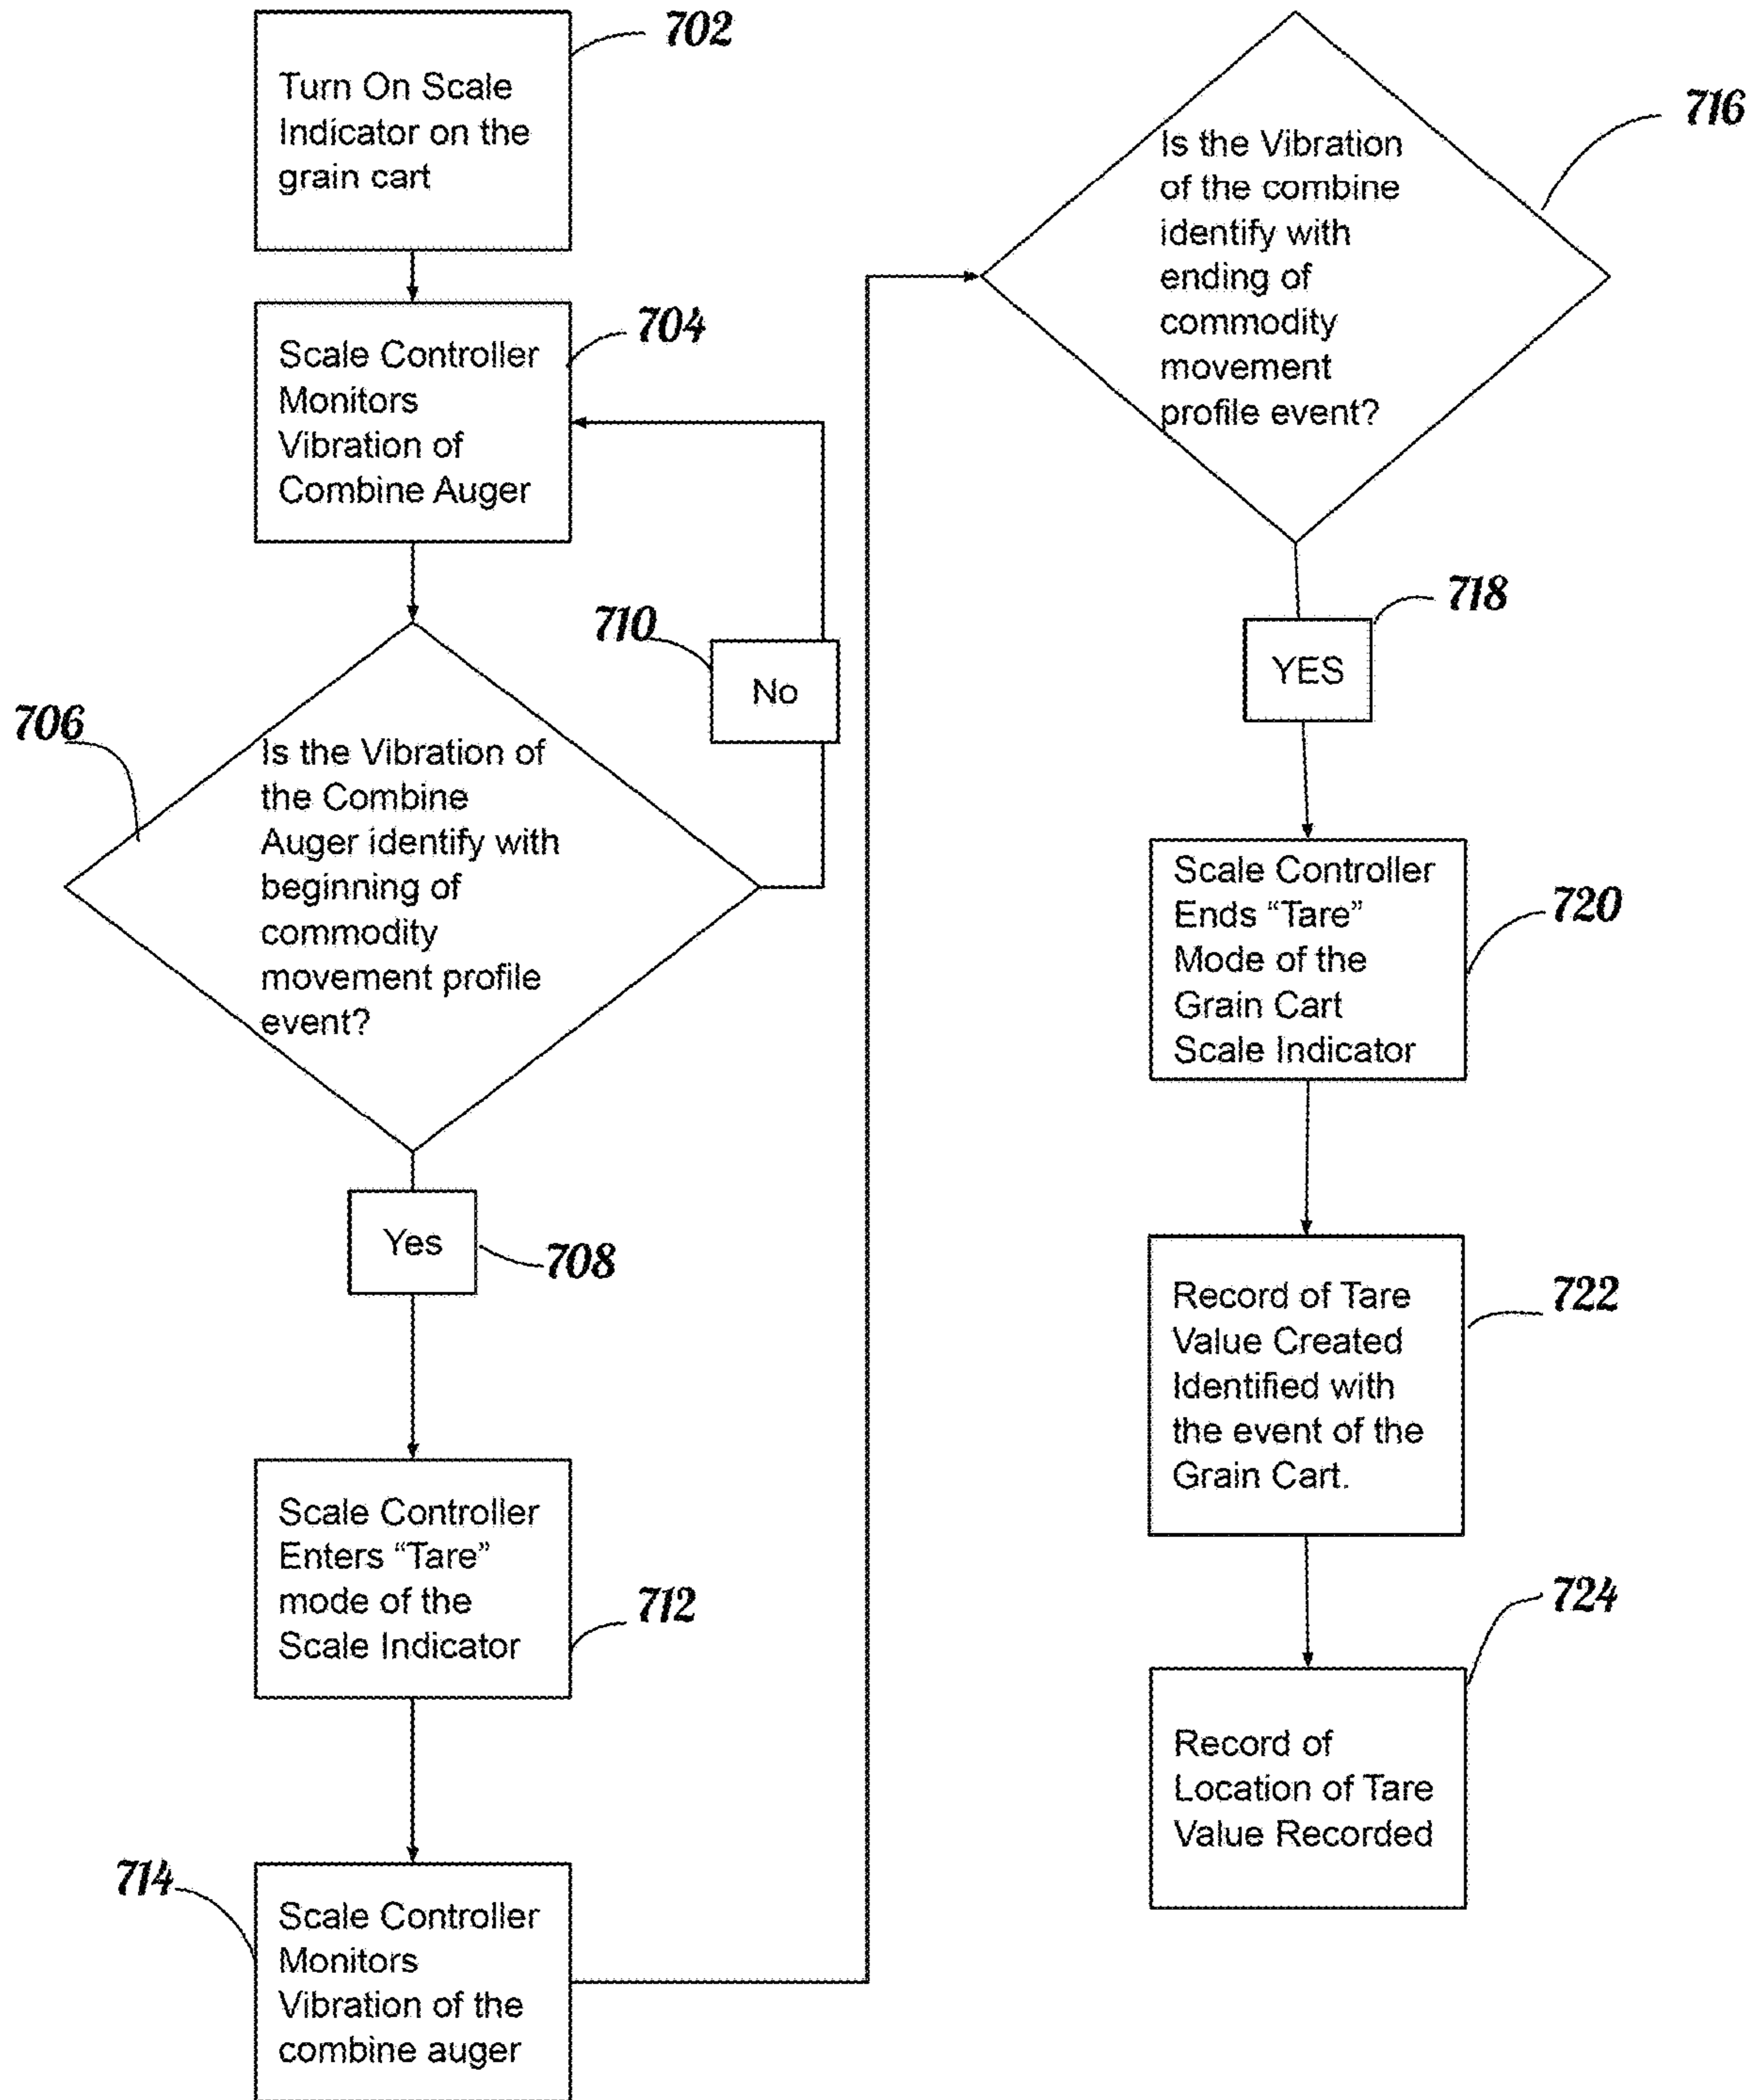 702
Turn On Scale
Indicator on the
grain cart
704
Scale Controller
Monitors
Vibration of
Combine Auger
710
No
706
Is the Vibration of
the Combine
Auger identify with
beginning of
commodity
movement profile
event?
Yes
708
Scale Controller
Enters “Tare”
mode of the
Scale Indicator
712
714
Scale Controller
Monitors
Vibration of the
combine auger
716
Is the Vibration
of the combine
identify with
ending of
commodity
movement
profile event?
718
YES
Scale Controller
Ends “Tare”
Mode of the
Grain Cart
Scale Indicator
720
Record of Tare
Value Created
Identified with
the event of the
Grain Cart.
722
724
Record of
Location of Tare
Value Recorded